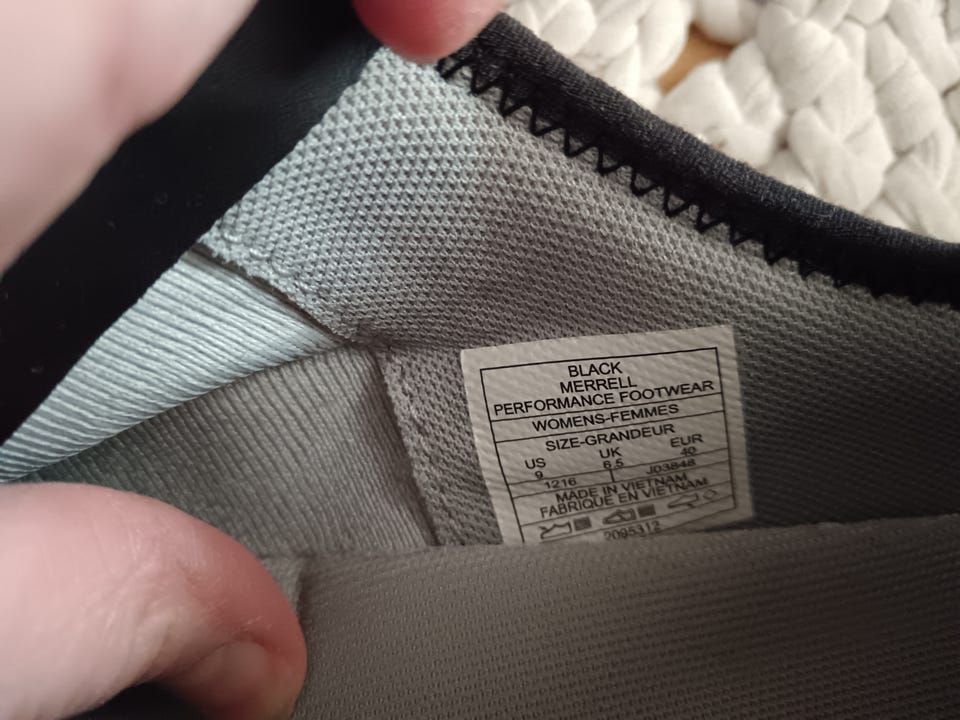 BLACK
MERRELL
PERFORMANCE FOOTWEAR
WOMENS-FEMMES
SIZE-GRANDEUR
US UK EUR
9 6.5 40
1216 J03848
MADE IN VIETNAM
FABRIQUE EN VIETNAM
2095312